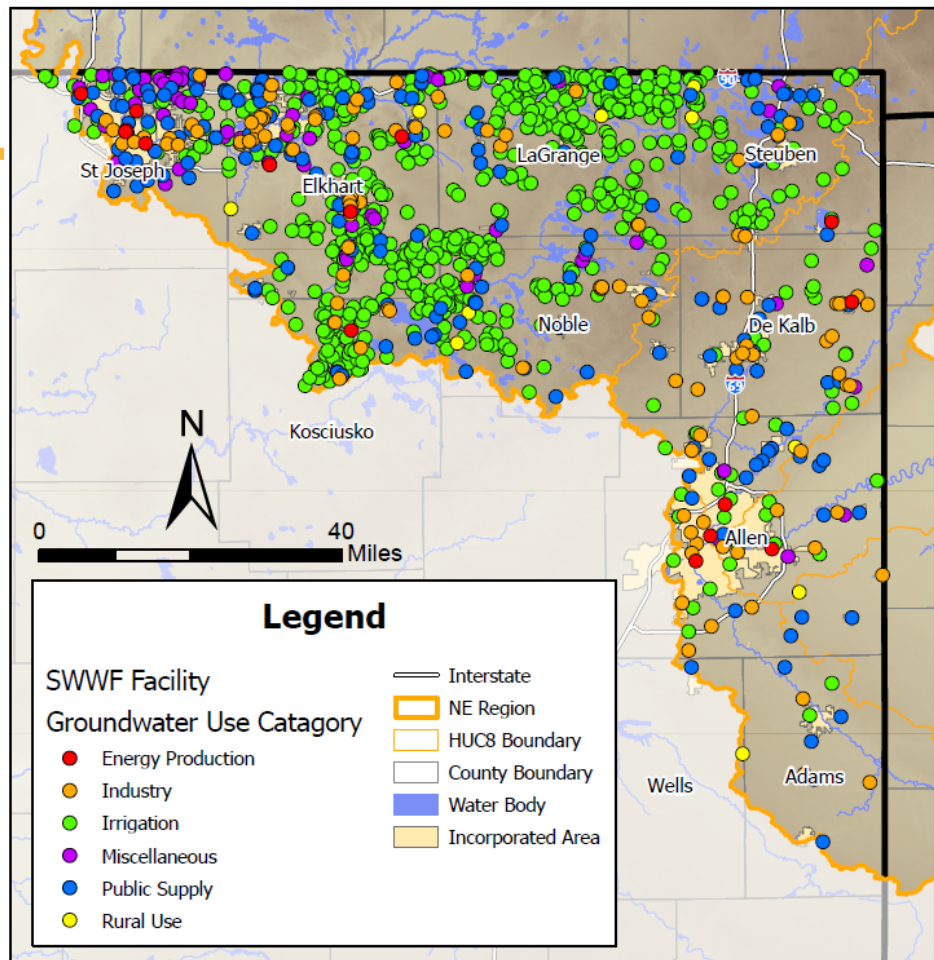 90
St Joseph
LaGrange
Steuben
Elkhart
Noble
De Kalb
69
Kosciusko
N
0 40
Miles
Allen
Wells
Adams
Legend
SWWF Facility
Groundwater Use Catagory
Energy Production
Industry
Irrigation
Miscellaneous
Public Supply
Rural Use
Interstate
NE Region
HUC8 Boundary
County Boundary
Water Body
Incorporated Area